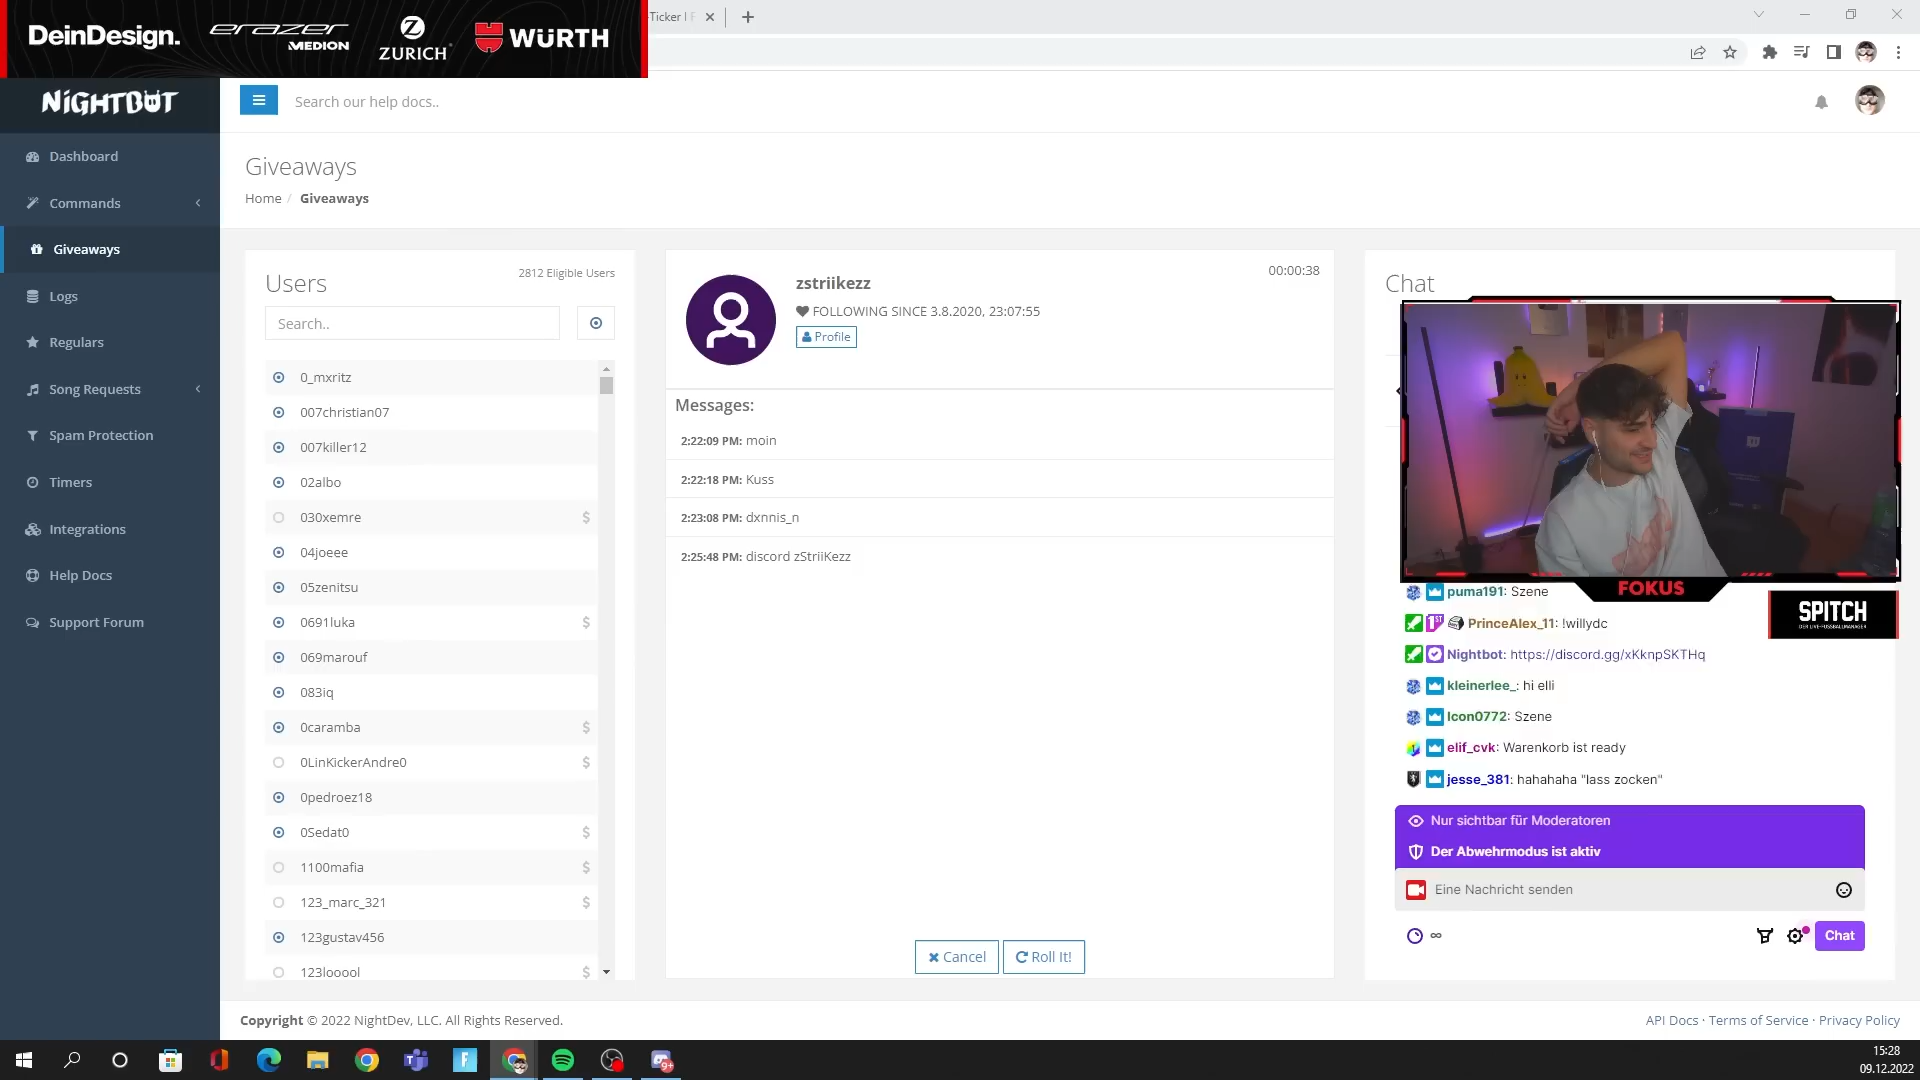 DeinDesign.
erazer
MEDION
ZURICH
WÜRTH
-Ticker | F
NiGHTBOT
Search our help docs..
Dashboard
Commands
Giveaways
Logs
Regulars
Song Requests
Spam Protection
Timers
Integrations
Help Docs
Support Forum
Giveaways
Home / Giveaways
Users
2812 Eligible Users
Search..
0_mxritz
007christian07
007killer12
02albo
030xemre $
04joeee
05zenitsu
0691luka $
069marouf
083iq
0caramba $
0LinKickerAndre0 $
0pedroez18
0Sedat0 $
1100mafia $
123_marc_321 $
123gustav456
123looool $
zstriikezz
00:00:38
FOLLOWING SINCE 3.8.2020, 23:07:55
Profile
Messages:
2:22:09 PM: moin
2:22:18 PM: Kuss
2:23:08 PM: dxnnis_n
2:25:48 PM: discord zStriiKezz
Cancel
Roll It!
Chat
FOKUS
SPITCH
DER LIVE-FUSSBALLMANAGER
puma191: Szene
1ST PrinceAlex_11: !willydc
Nightbot: https://discord.gg/xKknpSKTHq
kleinerlee_: hi elli
Icon0772: Szene
elif_cvk: Warenkorb ist ready
jesse_381: hahahaha "lass zocken"
Nur sichtbar für Moderatoren
Der Abwehrmodus ist aktiv
Eine Nachricht senden
∞
Chat
Copyright © 2022 NightDev, LLC. All Rights Reserved.
API Docs · Terms of Service · Privacy Policy
9+
15:28
09.12.2022